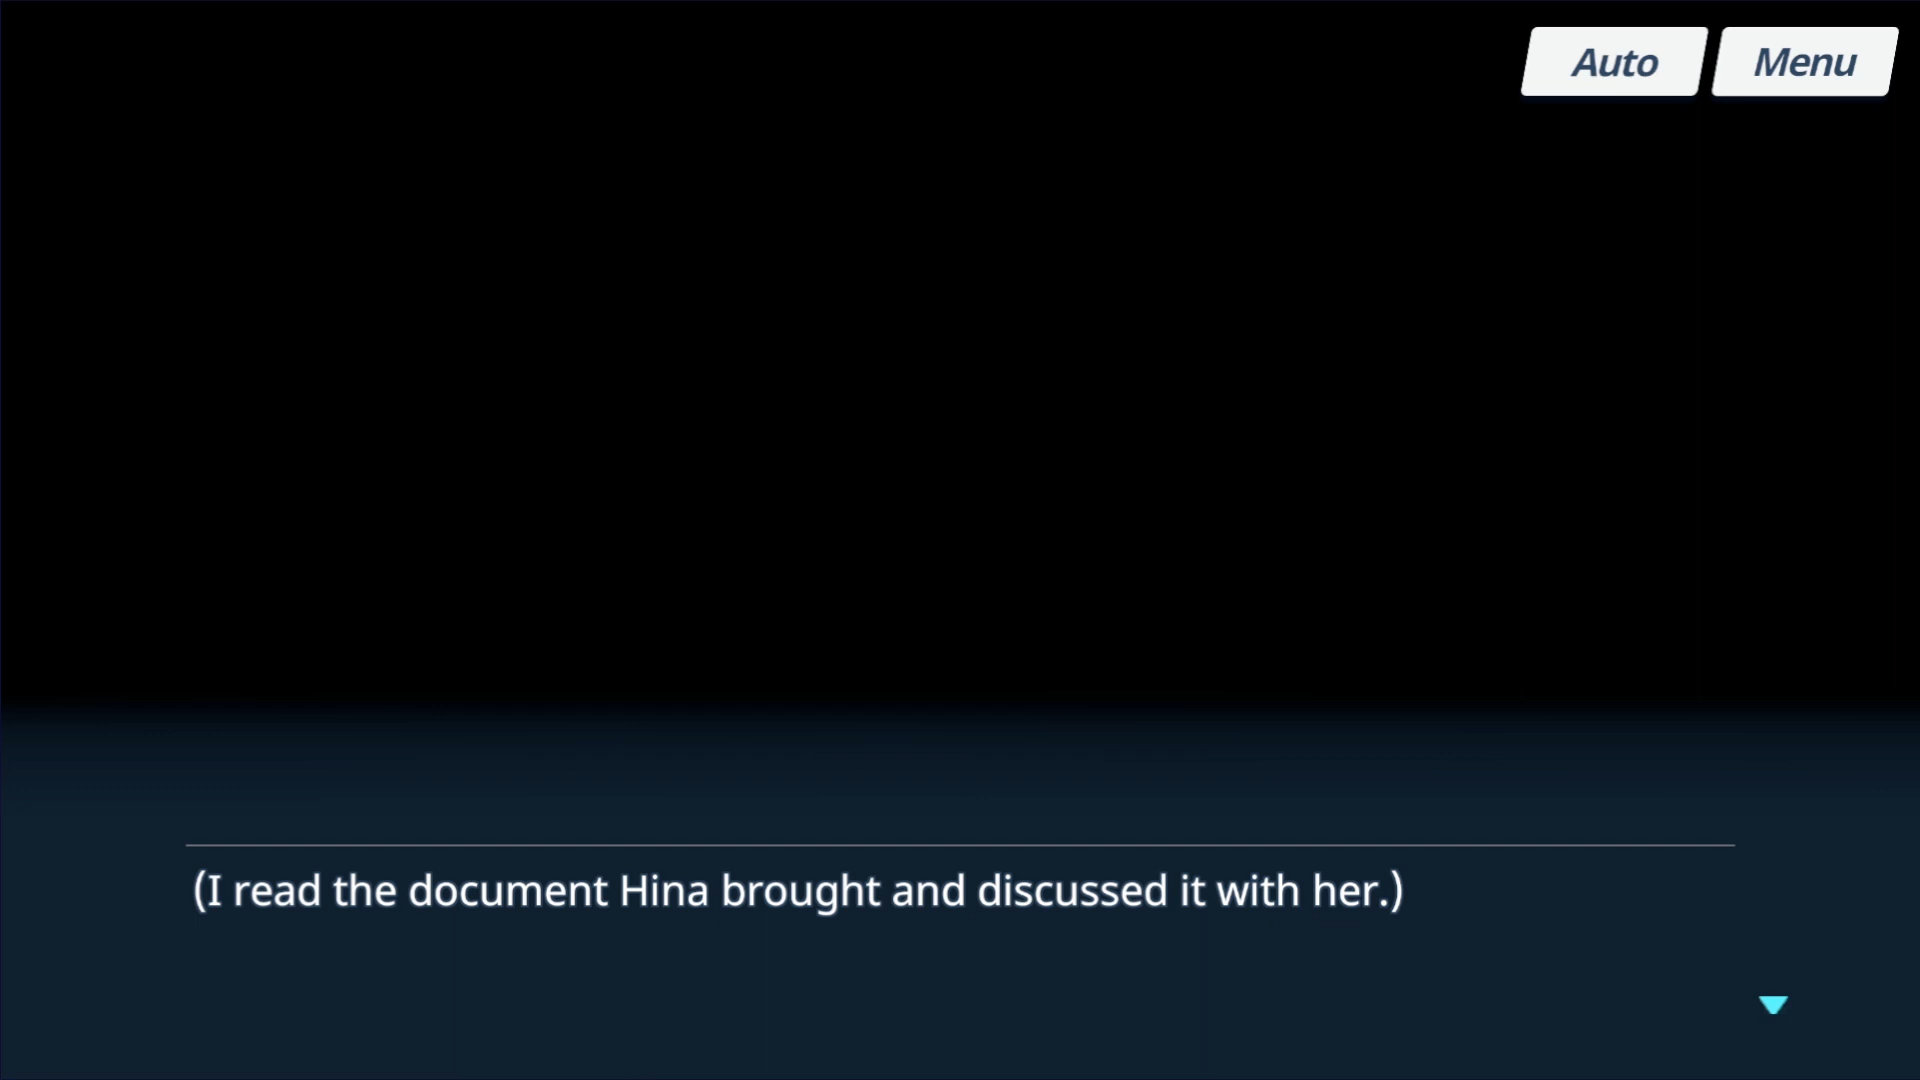 Auto
Menu
(I read the document Hina brought and discussed it with her.)